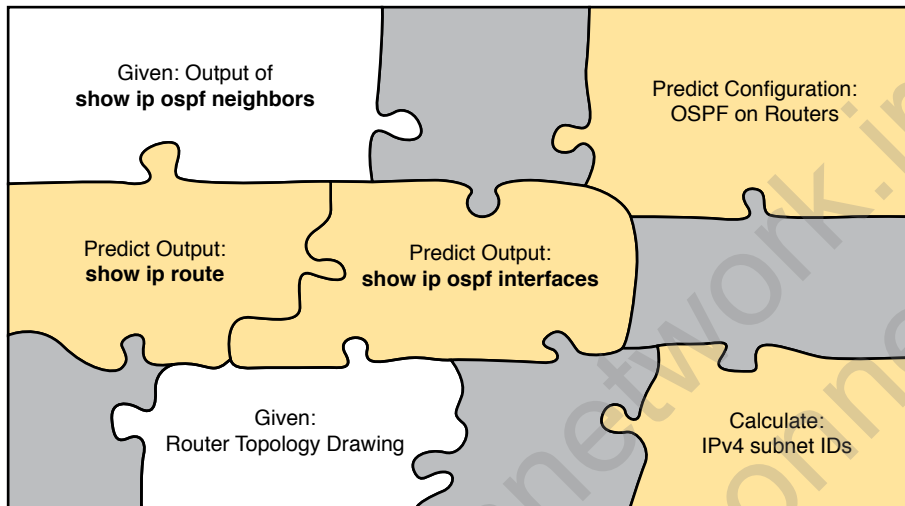 Given: Output of
show ip ospf neighbors
Predict Configuration:
OSPF on Routers
Predict Output:
show ip route
Predict Output:
show ip ospf interfaces
Given:
Router Topology Drawing
Calculate:
IPv4 subnet IDs